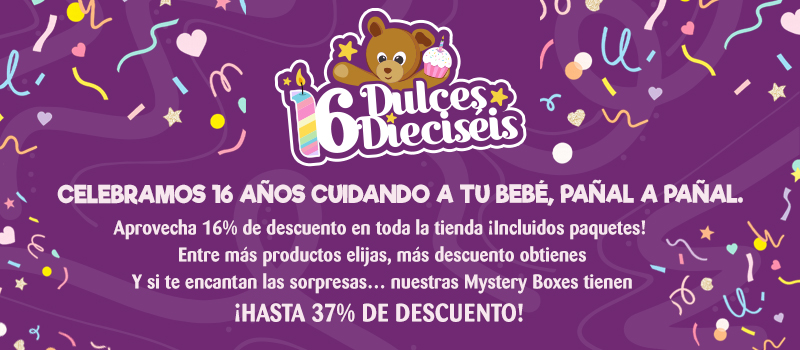 16 Dulces
Dieciséis
CELEBRAMOS 16 AÑOS CUIDANDO A TU BEBÉ, PAÑAL A PAÑAL.
Aprovecha 16% de descuento en toda la tienda ¡Incluidos paquetes!
Entre más productos elijas, más descuento obtienes
Y si te encantan las sorpresas... nuestras Mystery Boxes tienen
¡HASTA 37% DE DESCUENTO!